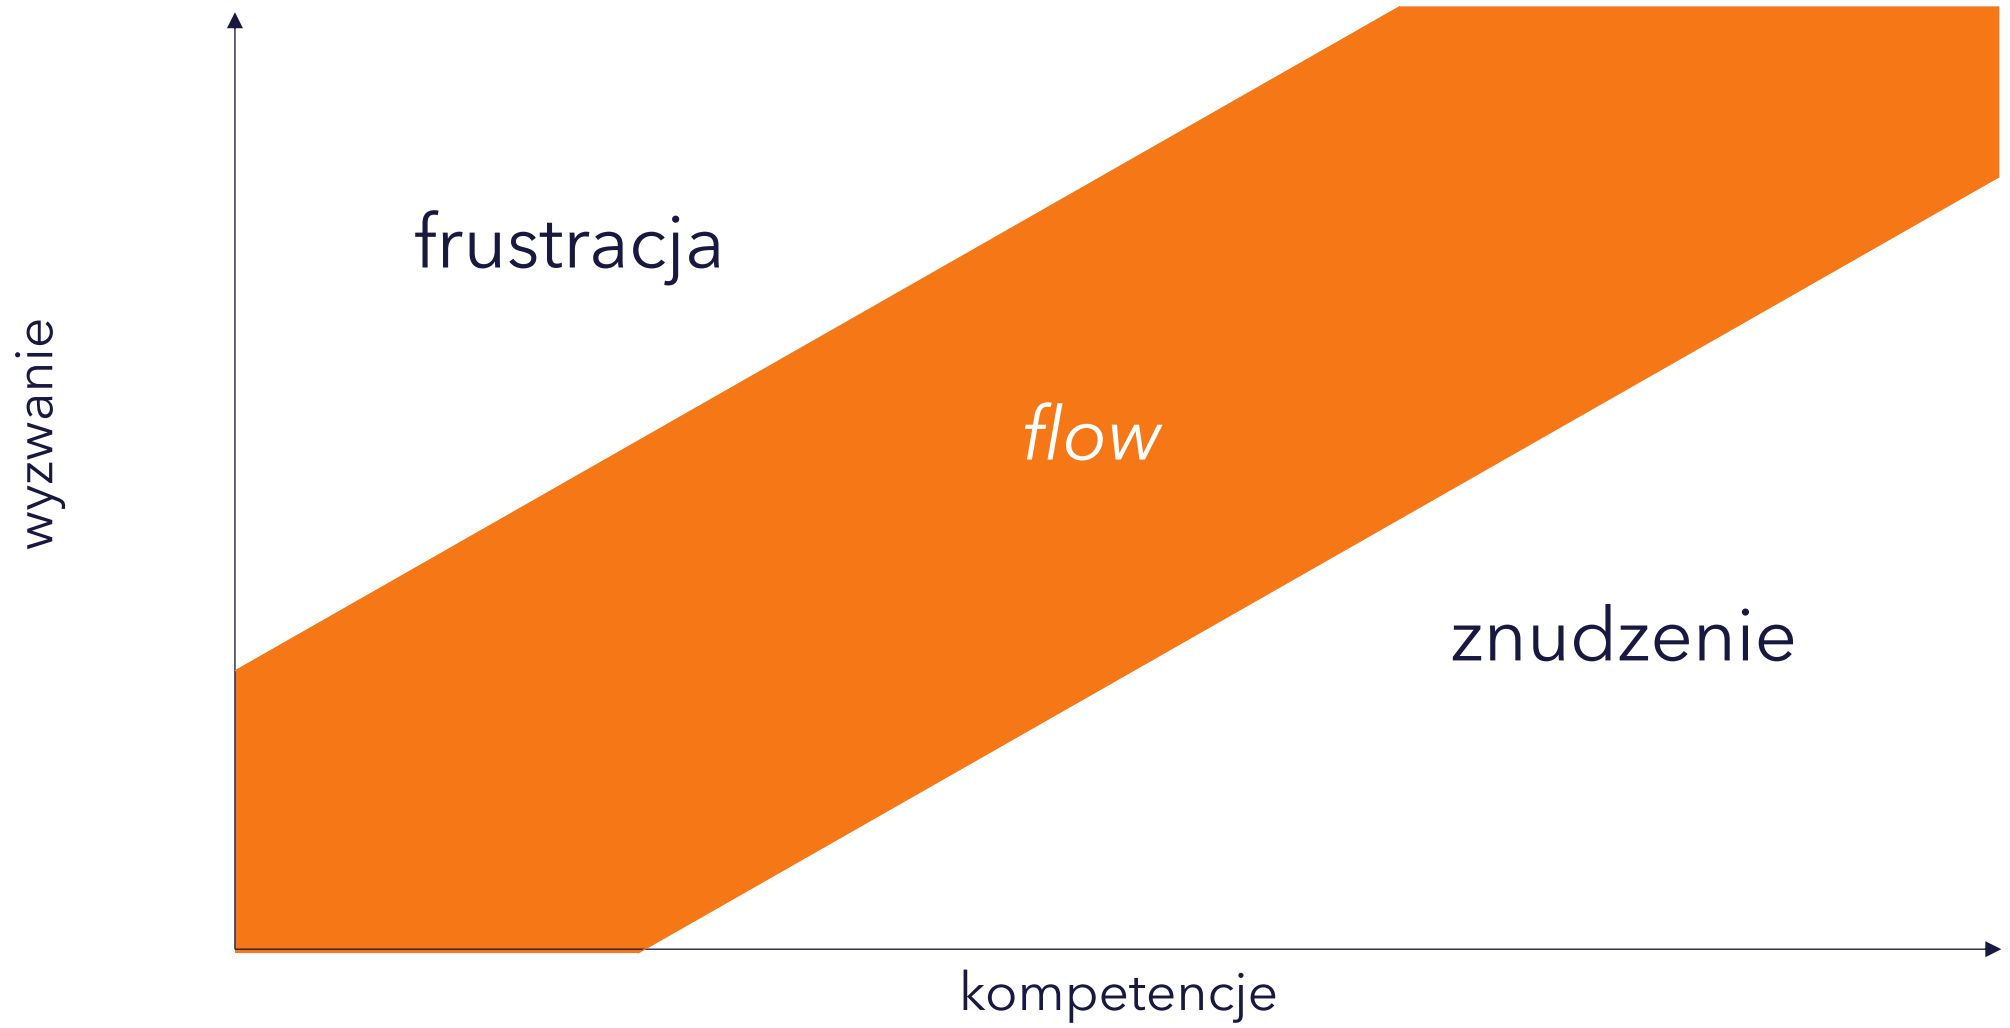 frustracja
wyzwanie
flow
znudzenie
kompetencje